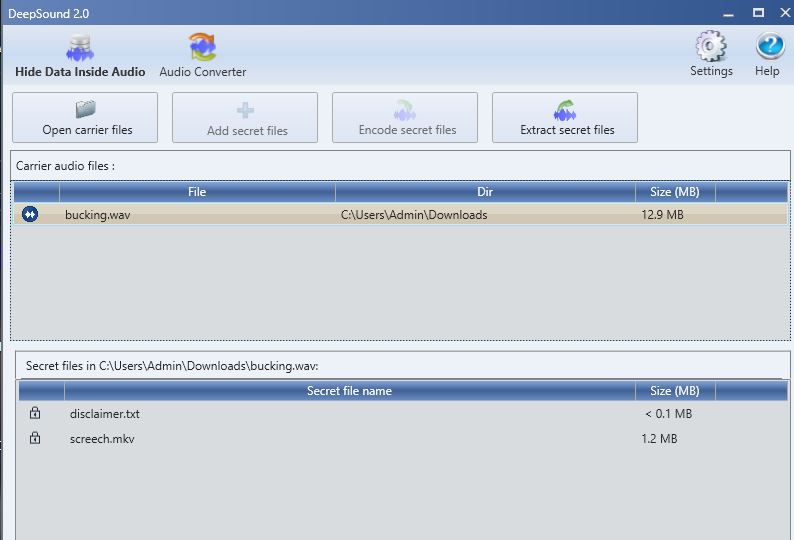 DeepSound 2.0
Hide Data Inside Audio Audio Converter Settings Help
Open carrier files Add secret files Encode secret files Extract secret files
Carrier audio files :
File Dir Size (MB)
bucking.wav C:\Users\Admin\Downloads 12.9 MB
Secret files in C:\Users\Admin\Downloads\bucking.wav:
Secret file name Size (MB)
disclaimer.txt < 0.1 MB
screech.mkv 1.2 MB